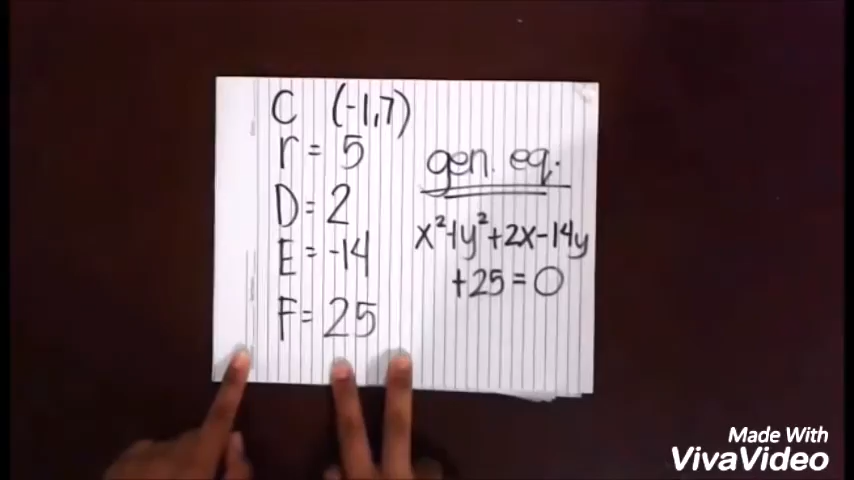 C (-1,7)
r = 5
D = 2
E = -14
F = 25
gen. eq.
x²+y²+2x-14y
+25 = 0
Made With
VivaVideo